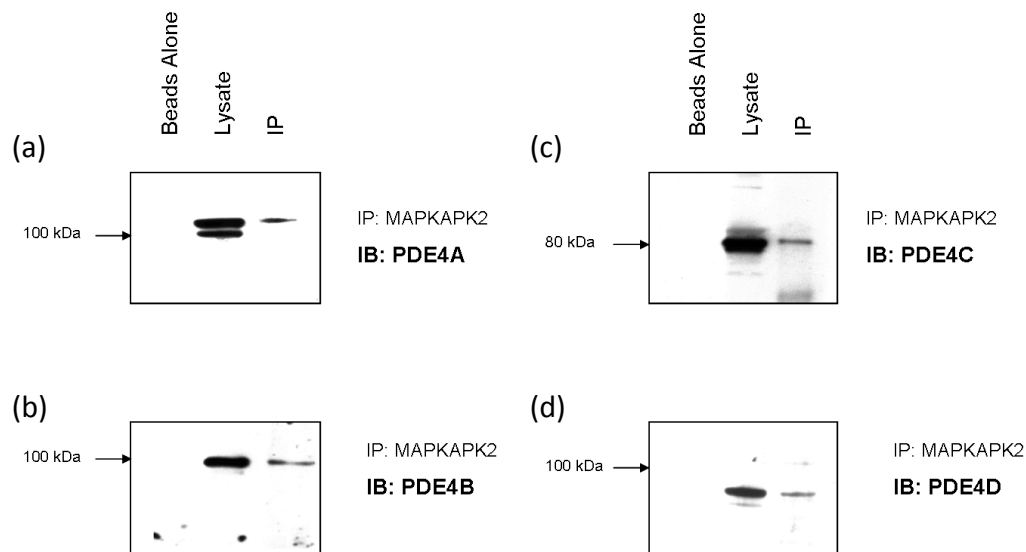 Beads Alone
Lysate
IP
(a)
100 kDa
IP: MAPKAPK2
IB: PDE4A
Beads Alone
Lysate
IP
(c)
80 kDa
IP: MAPKAPK2
IB: PDE4C
(b)
100 kDa
IP: MAPKAPK2
IB: PDE4B
(d)
100 kDa
IP: MAPKAPK2
IB: PDE4D